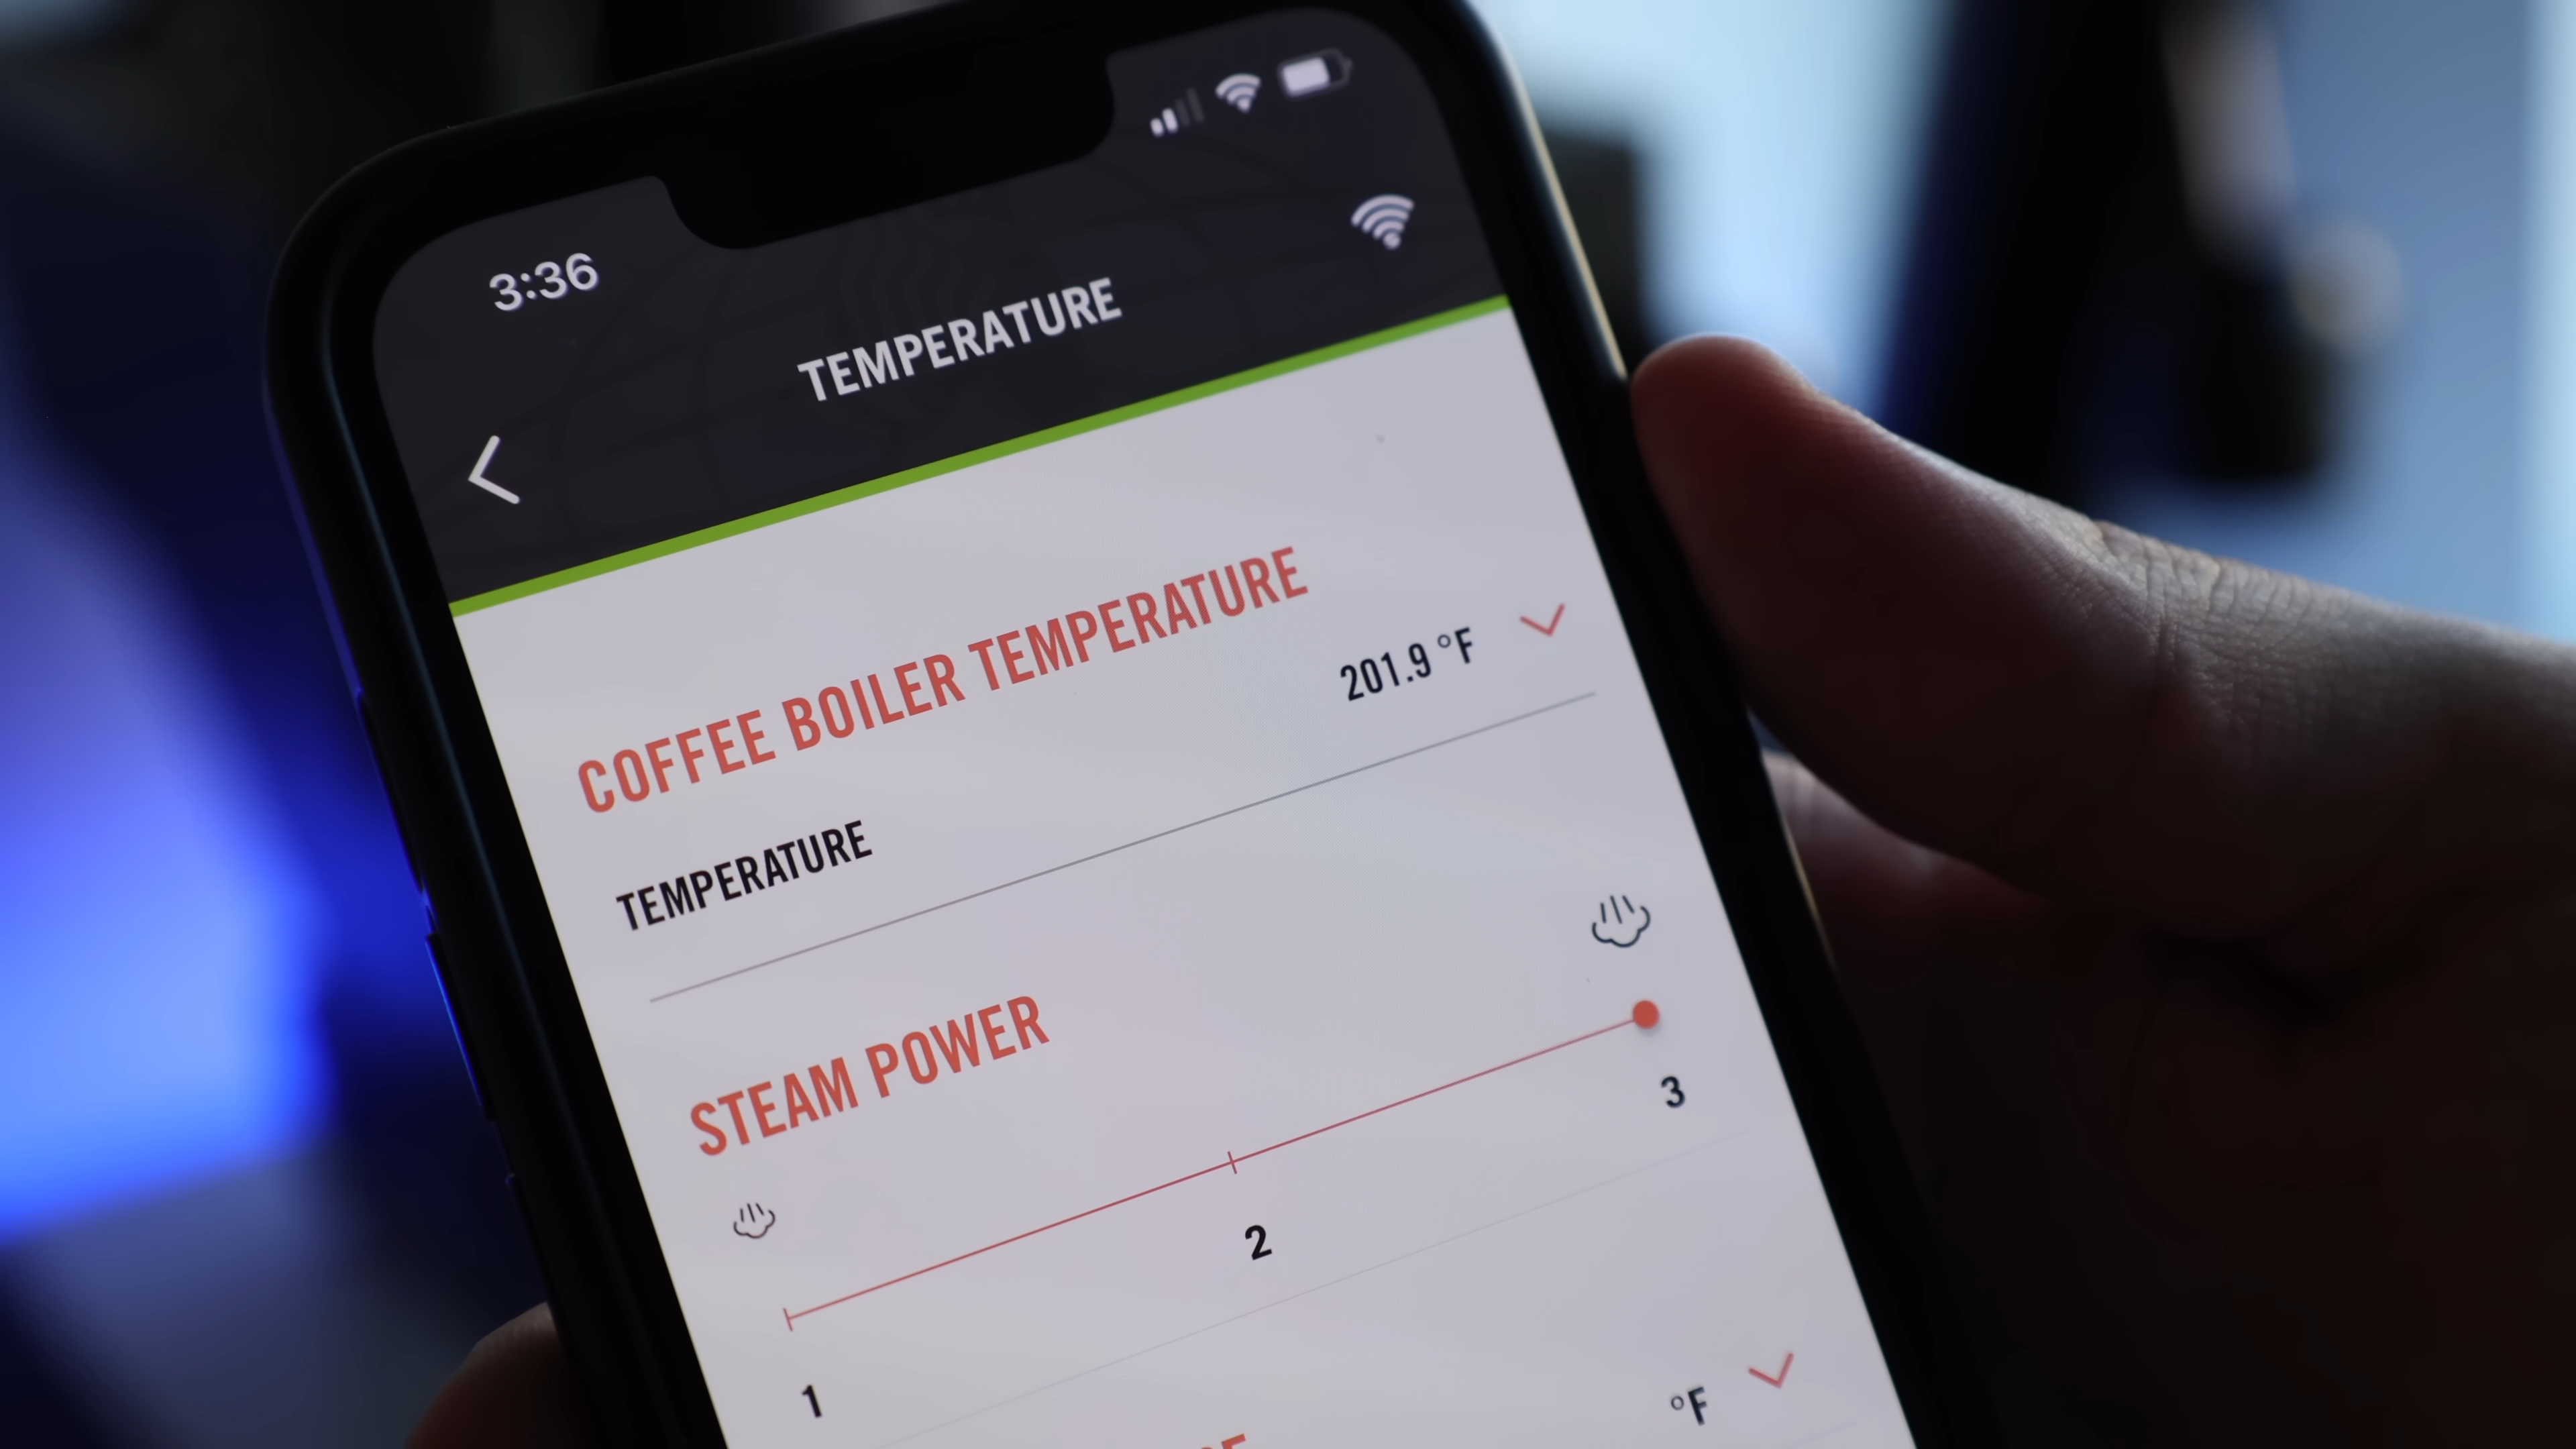 3:36
TEMPERATURE
COFFEE BOILER TEMPERATURE
TEMPERATURE 201.9 °F
STEAM POWER
1 2 3
°F